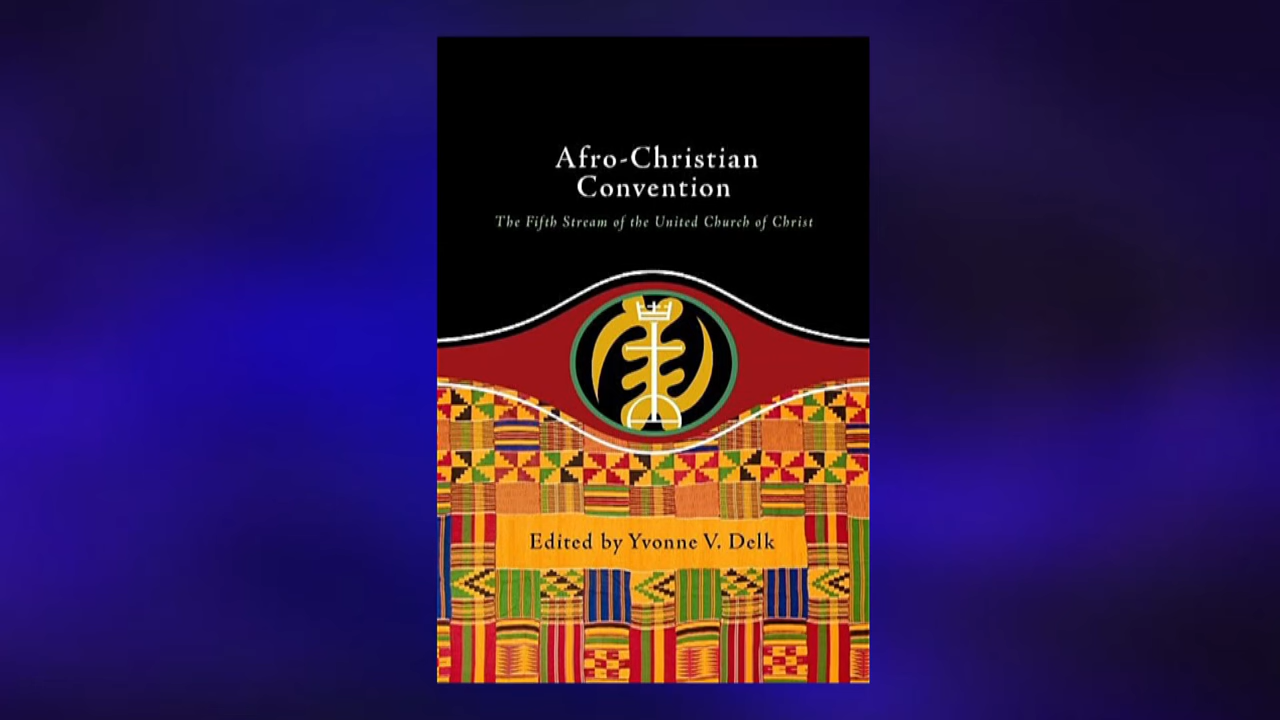 Afro-Christian
Convention
The Fifth Stream of the United Church of Christ
Edited by Yvonne V. Delk